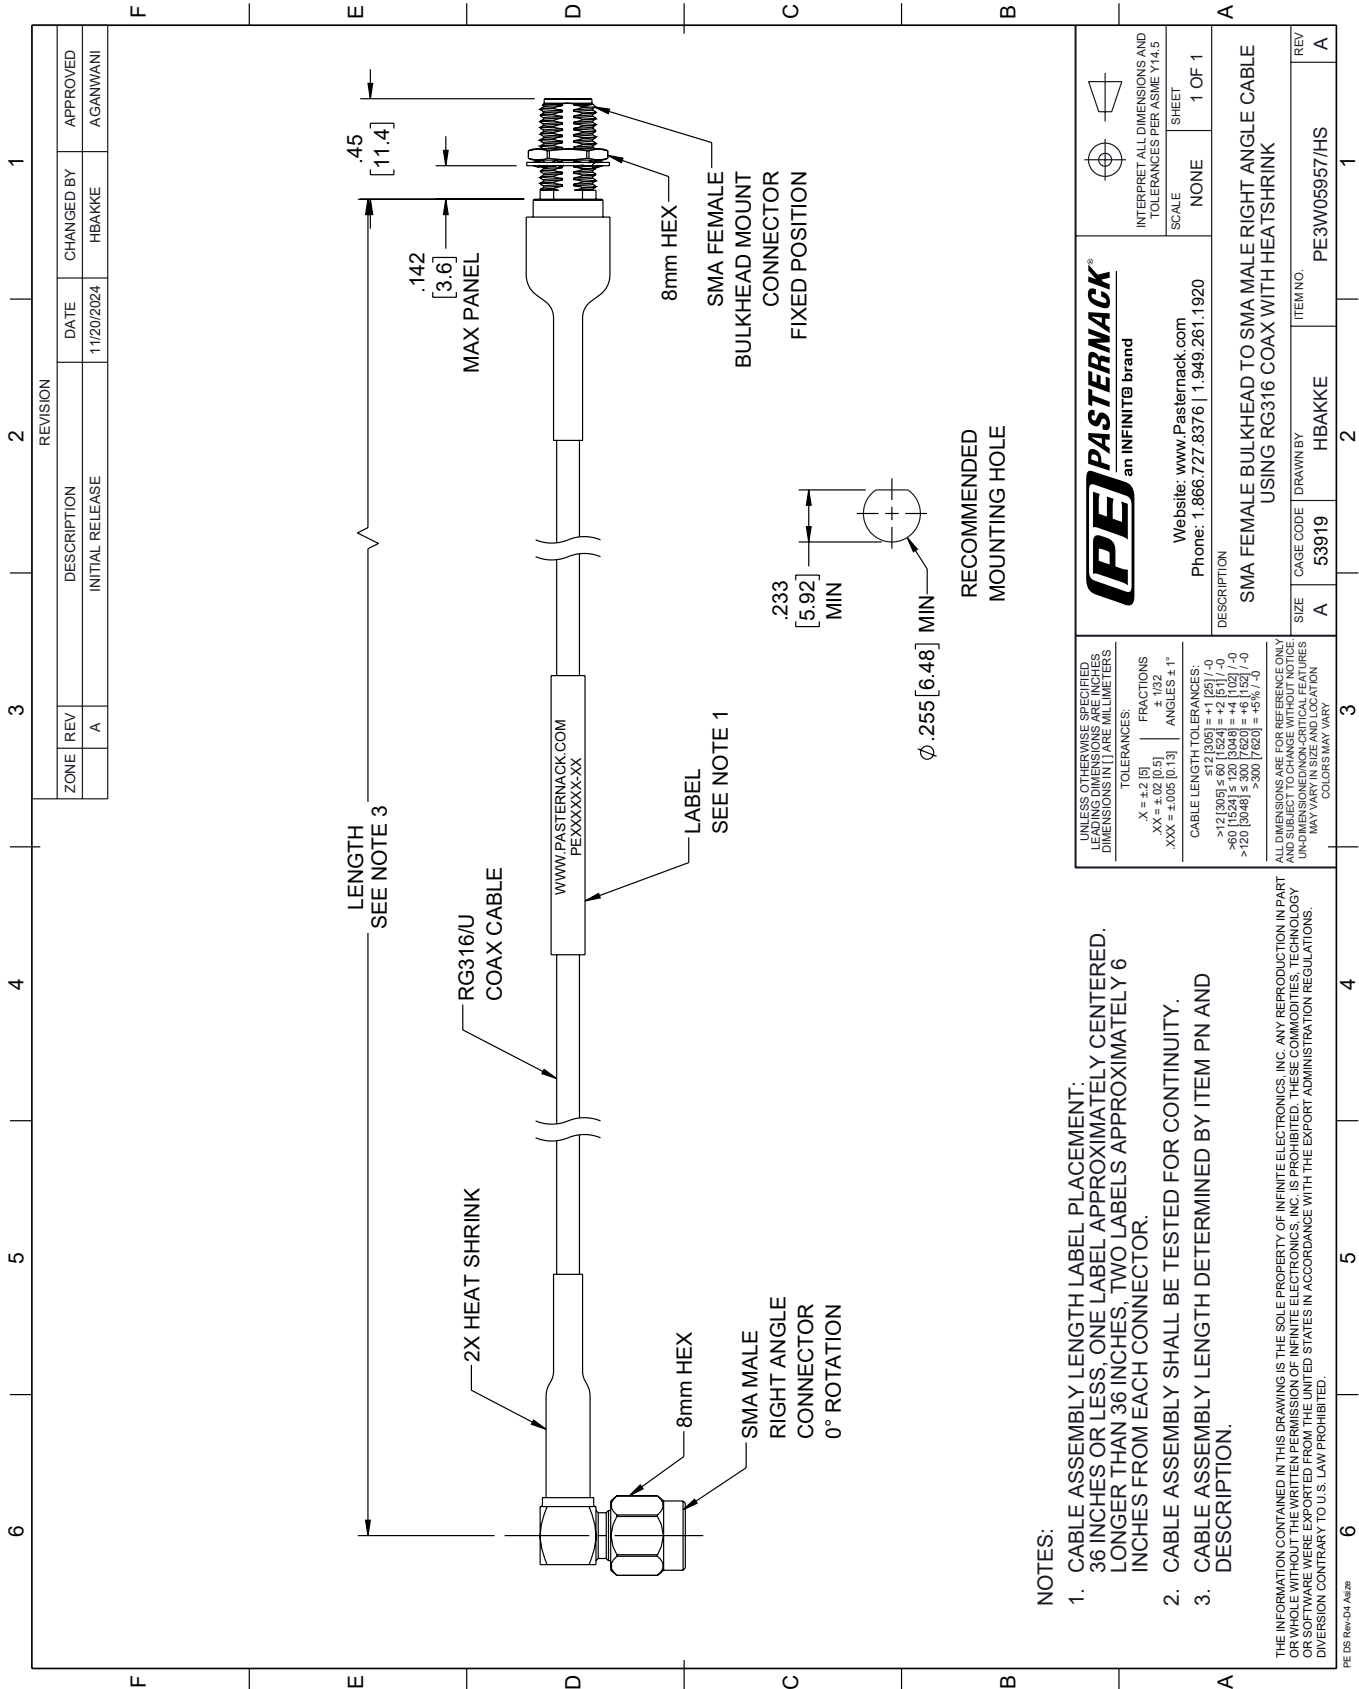 6
5
4
3
2
1
F
E
D
C
B
A
F
E
D
C
B
A
REVISION
ZONE REV DESCRIPTION DATE CHANGED BY APPROVED
A INITIAL RELEASE 11/20/2024 HBAKKE AGANWANI
LENGTH
SEE NOTE 3
.45
[11.4]
.142
[3.6]
MAX PANEL
2X HEAT SHRINK
RG316/U
COAX CABLE
WWW.PASTERNACK.COM
PEXXXXXX-XX
8mm HEX
SMA MALE
RIGHT ANGLE
CONNECTOR
0° ROTATION
LABEL
SEE NOTE 1
8mm HEX
SMA FEMALE
BULKHEAD MOUNT
CONNECTOR
FIXED POSITION
.233
[5.92]
MIN
Ø.255[6.48] MIN
RECOMMENDED
MOUNTING HOLE
NOTES:
1. CABLE ASSEMBLY LENGTH LABEL PLACEMENT:
36 INCHES OR LESS, ONE LABEL APPROXIMATELY CENTERED.
LONGER THAN 36 INCHES, TWO LABELS APPROXIMATELY 6
INCHES FROM EACH CONNECTOR.
2. CABLE ASSEMBLY SHALL BE TESTED FOR CONTINUITY.
3. CABLE ASSEMBLY LENGTH DETERMINED BY ITEM PN AND
DESCRIPTION.
THE INFORMATION CONTAINED IN THIS DRAWING IS THE SOLE PROPERTY OF INFINITE ELECTRONICS, INC. ANY REPRODUCTION IN PART
OR WHOLE WITHOUT THE WRITTEN PERMISSION OF INFINITE ELECTRONICS, INC. IS PROHIBITED. THESE COMMODITIES, TECHNOLOGY
OR SOFTWARE WERE EXPORTED FROM THE UNITED STATES IN ACCORDANCE WITH THE EXPORT ADMINISTRATION REGULATIONS.
DIVERSION CONTRARY TO U.S. LAW PROHIBITED.
UNLESS OTHERWISE SPECIFIED
LEADING DIMENSIONS ARE INCHES
DIMENSIONS IN [ ] ARE MILLIMETERS
TOLERANCES:
.X = ±.2 [5] FRACTIONS
.XX = ±.02 [0.5] ± 1/32
.XXX = ±.005 [0.13] ANGLES ± 1°
CABLE LENGTH TOLERANCES:
≤12 [305] = +1 [25] / -0
>12 [305] ≤ 60 [1524] = +2 [51] / -0
>60 [1524] ≤ 120 [3048] = +4 [102] / -0
>120 [3048] ≤ 300 [7620] = +6 [152] / -0
>300 [7620] = +5% / -0
ALL DIMENSIONS ARE FOR REFERENCE ONLY
AND SUBJECT TO CHANGE WITHOUT NOTICE.
UN-DIMENSIONED/NON-CRITICAL FEATURES
MAY VARY IN SIZE AND LOCATION
COLORS MAY VARY
PE PASTERNACK®
an INFINIT@ brand
Website: www.Pasternack.com
Phone: 1.866.727.8376 | 1.949.261.1920
INTERPRET ALL DIMENSIONS AND
TOLERANCES PER ASME Y14.5
SCALE NONE
SHEET 1 OF 1
DESCRIPTION
SMA FEMALE BULKHEAD TO SMA MALE RIGHT ANGLE CABLE
USING RG316 COAX WITH HEATSHRINK
SIZE A
CAGE CODE 53919
DRAWN BY HBAKKE
ITEM NO. PE3W05957/HS
REV A
6
5
4
3
2
1
PE DS Rev-D4 Asize